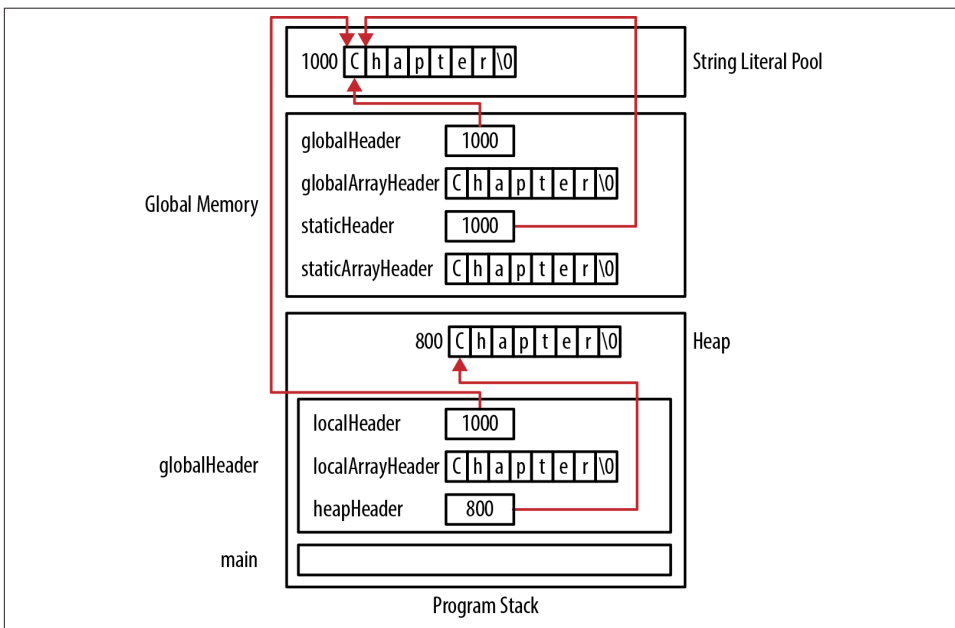 1000 C h a p t e r \0 String Literal Pool
globalHeader 1000
globalArrayHeader C h a p t e r \0
Global Memory
staticHeader 1000
staticArrayHeader C h a p t e r \0
800 C h a p t e r \0 Heap
localHeader 1000
globalHeader localArrayHeader C h a p t e r \0
heapHeader 800
main
Program Stack